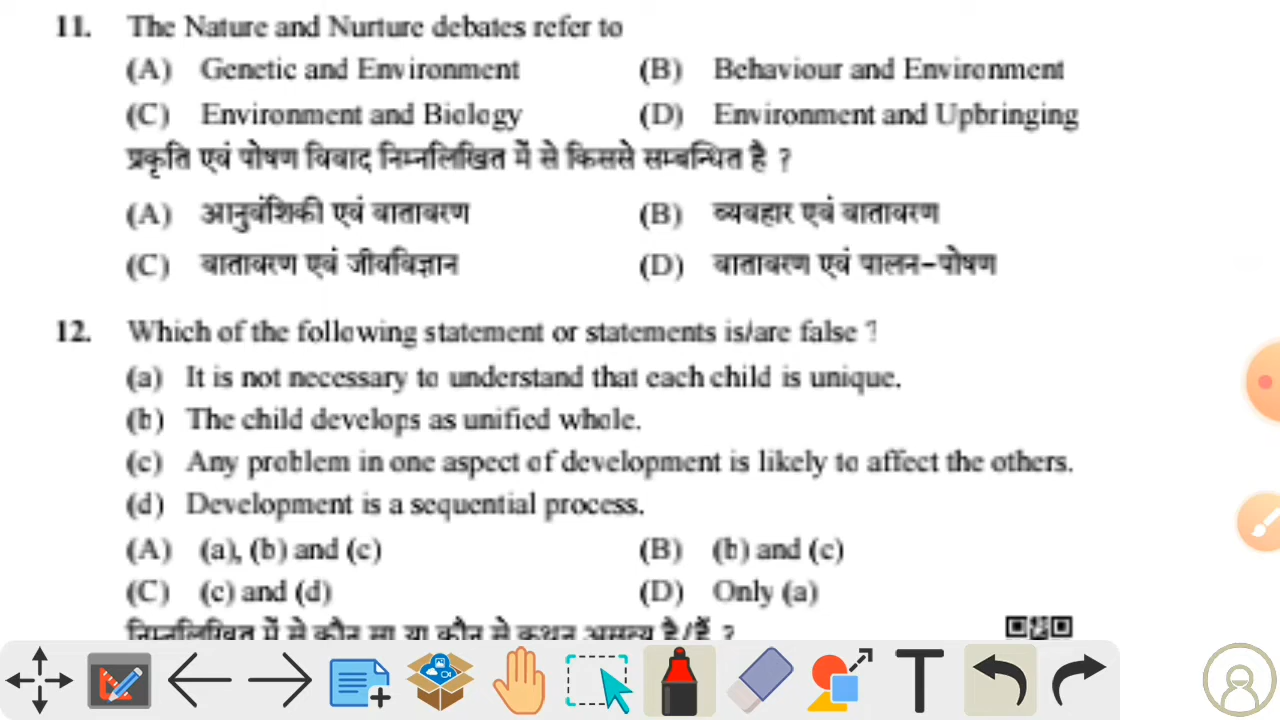 11. The Nature and Nurture debates refer to
(A) Genetic and Environment (B) Behaviour and Environment
(C) Environment and Biology (D) Environment and Upbringing
प्रकृति एवं पोषण विवाद निम्नलिखित में से किससे सम्बन्धित है ?
(A) आनुवंशिकी एवं वातावरण (B) व्यवहार एवं वातावरण
(C) वातावरण एवं जीवविज्ञान (D) वातावरण एवं पालन-पोषण
12. Which of the following statement or statements is/are false ?
(a) It is not necessary to understand that each child is unique.
(b) The child develops as unified whole.
(c) Any problem in one aspect of development is likely to affect the others.
(d) Development is a sequential process.
(A) (a), (b) and (c) (B) (b) and (c)
(C) (c) and (d) (D) Only (a)
निम्नलिखित में से कौन सा या कौन से कथन असत्य है/हैं ?
T